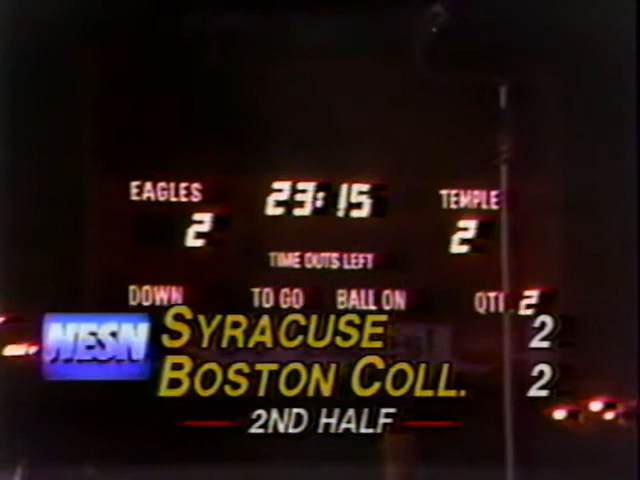 EAGLES 23:15 TEMPLE
2 2
TIME OUTS LEFT
DOWN TO GO BALL ON QTR 2
NESN
SYRACUSE 2
BOSTON COLL. 2
2ND HALF